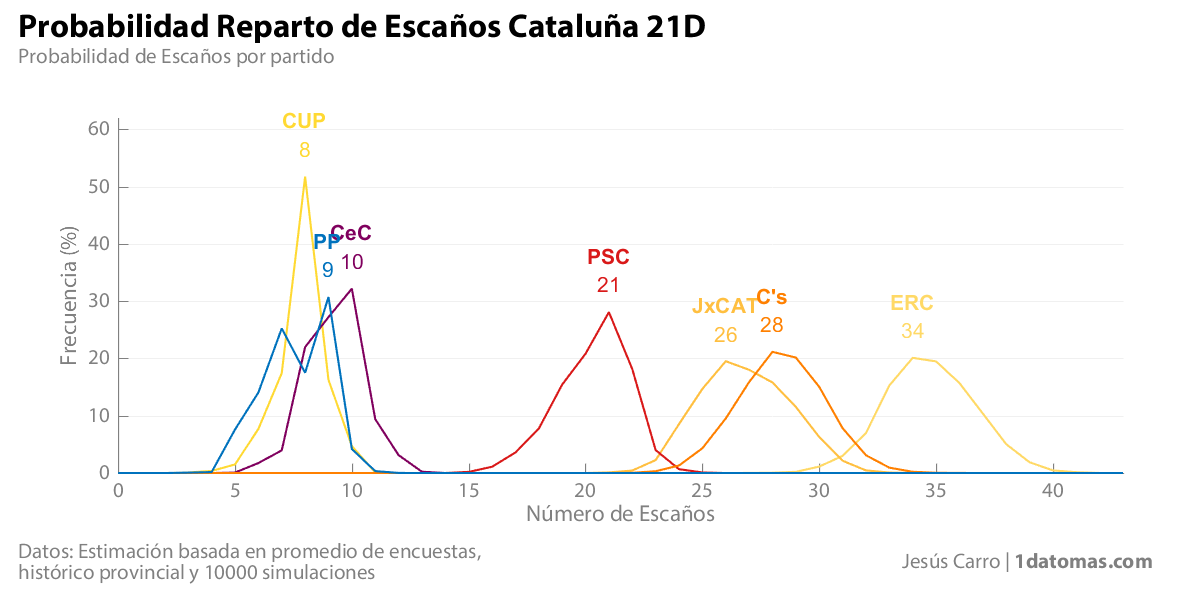 Probabilidad Reparto de Escaños Cataluña 21D
Probabilidad de Escaños por partido
Frecuencia (%)
60
50
40
30
20
10
0
CUP
8
PP
9
CeC
10
PSC
21
JxCAT
26
C's
28
ERC
34
0 5 10 15 20 25 30 35 40
Número de Escaños
Datos: Estimación basada en promedio de encuestas,
histórico provincial y 10000 simulaciones
Jesús Carro | 1datomas.com